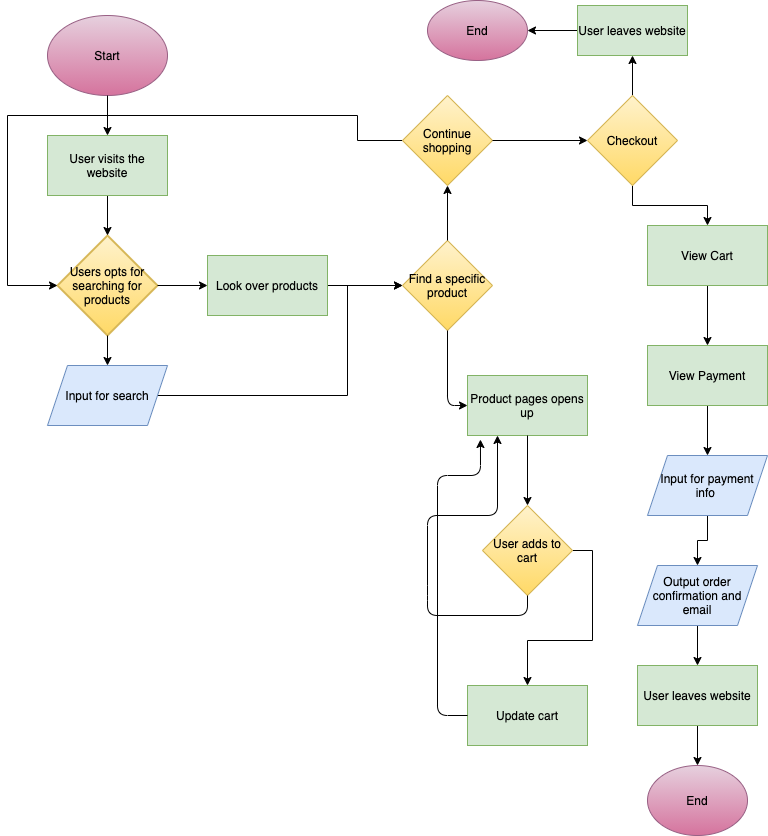 Start
End
User leaves website
Continue
shopping
Checkout
User visits the
website
Users opts for
searching for
products
Look over products
Find a specific
product
View Cart
Input for search
Product pages opens
up
View Payment
Input for payment
info
User adds to
cart
Output order
confirmation and
email
Update cart
User leaves website
End